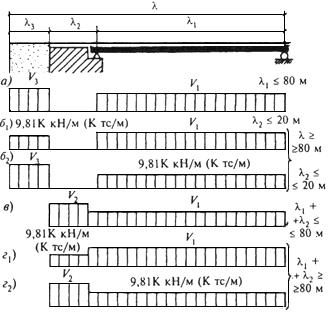 λ
λ₃ λ₂ λ₁
а) V₃ V₁ λ₁ ≤ 80 м
б₁) 9,81К кН/м (К тс/м) V₁ λ₂ ≤ 20 м
λ ≥
≥80 м
б₂) V₃ 9,81К кН/м (К тс/м) λ₂ ≤
≤ 20 м
в) V₂ V₁ λ₁ +
+λ₂ ≤
≤ 80 м
г₁) 9,81К кН/м
(К тс/м) V₁
λ₁ +
+ λ₂ ≥
≥80 м
г₂) V₂ 9,81К кН/м (К тс/м)